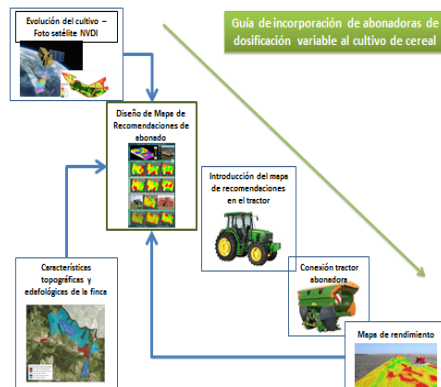 Evolución del cultivo –
Foto satélite NVDI
Guía de incorporación de abonadoras de
dosificación variable al cultivo de cereal
Diseño de Mapa de
Recomendaciones de
abonado
Introducción del mapa
de recomendaciones
en el tractor
Características
topográficas y
edafológicas de la finca
Conexión tractor
abonadora
Mapa de rendimiento